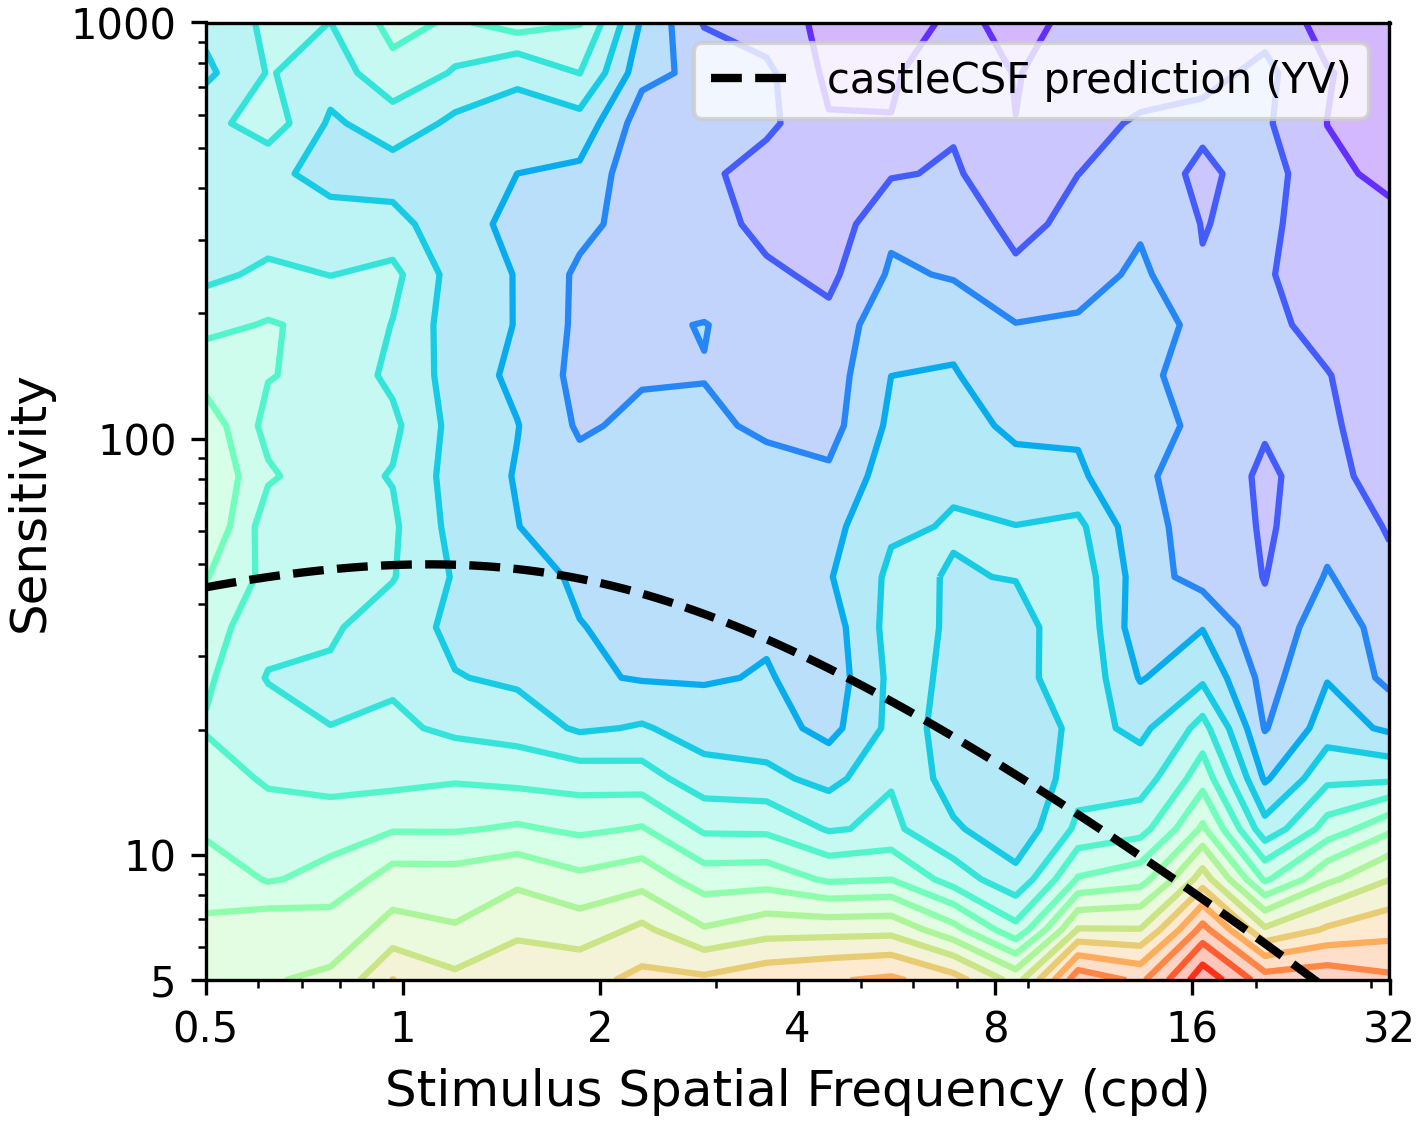 1000
100
10
5
Sensitivity
castleCSF prediction (YV)
0.5 1 2 4 8 16 32
Stimulus Spatial Frequency (cpd)